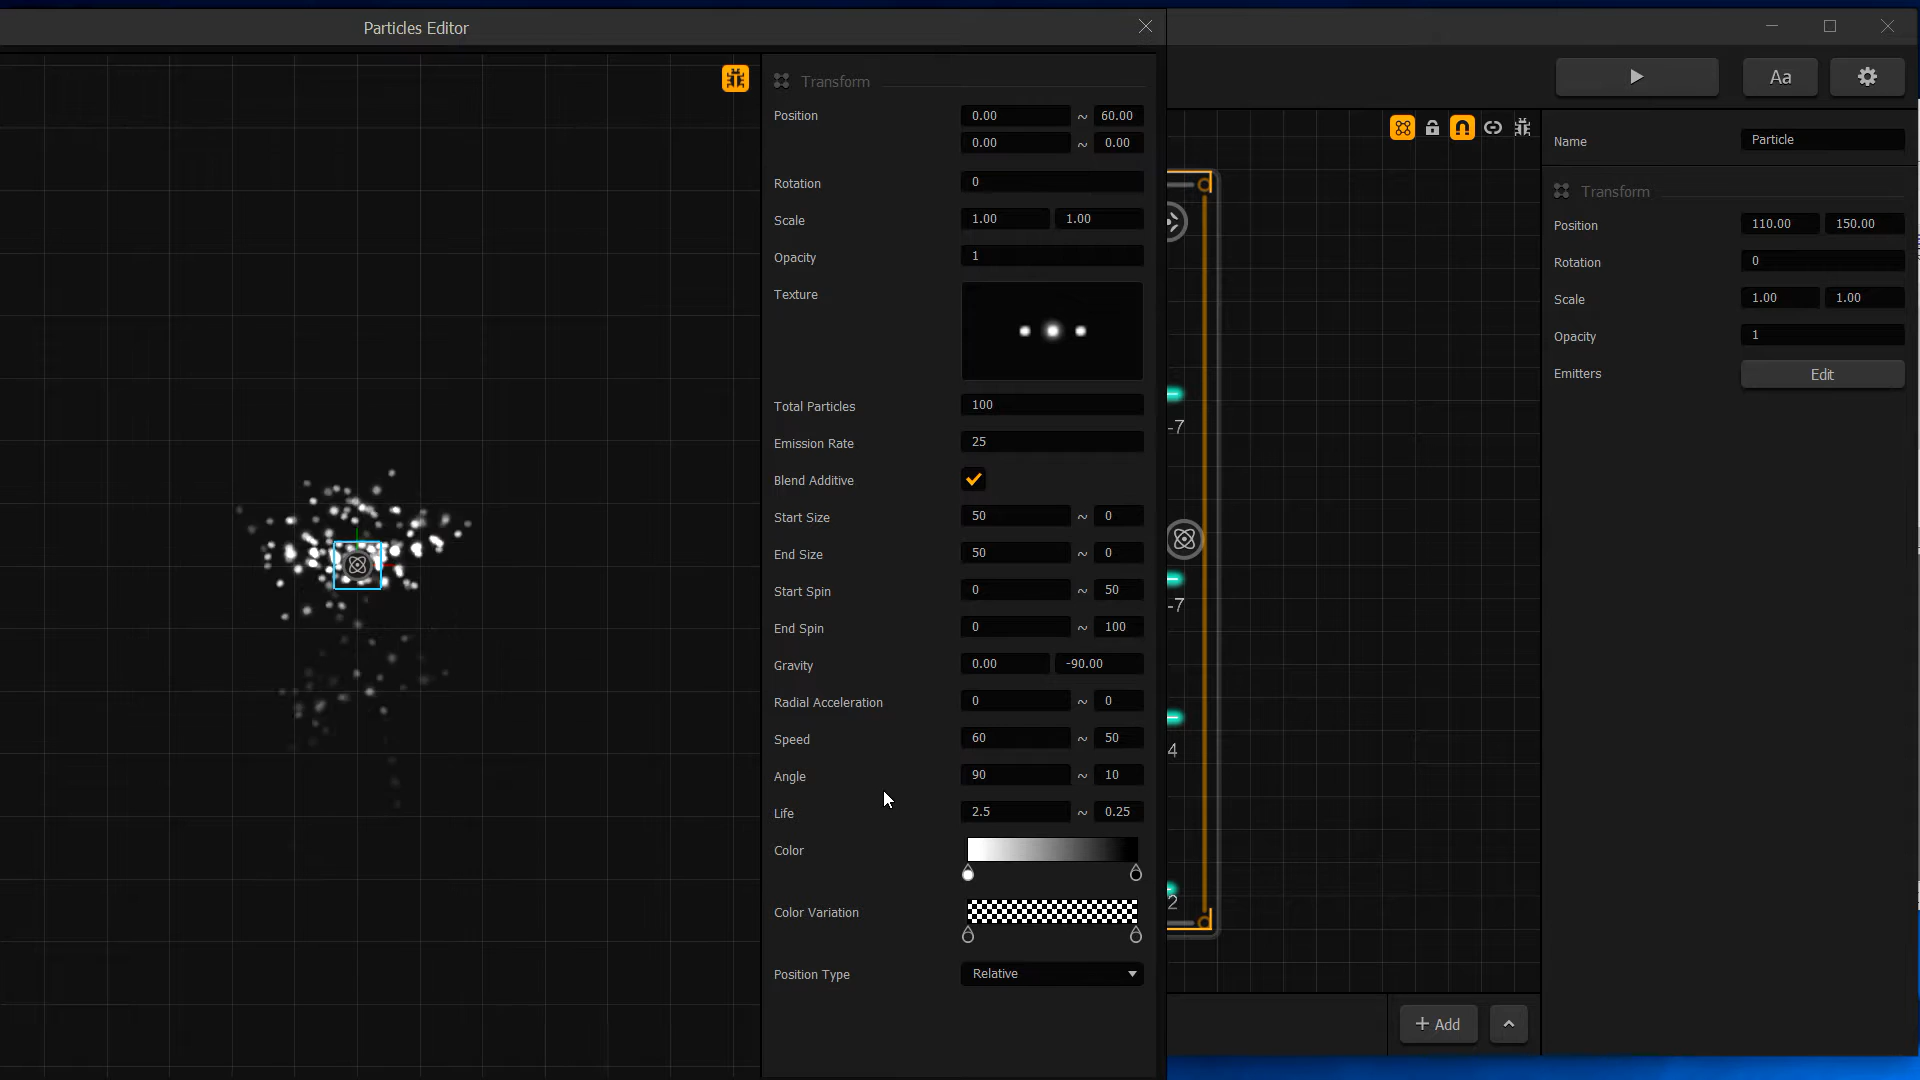 Particles Editor
Transform
Position 0.00 ~ 60.00
0.00 ~ 0.00
Rotation 0
Scale 1.00 1.00
Opacity 1
Texture
Total Particles 100
Emission Rate 25
Blend Additive
Start Size 50 ~ 0
End Size 50 ~ 0
Start Spin 0 ~ 50
End Spin 0 ~ 100
Gravity 0.00 -90.00
Radial Acceleration 0 ~ 0
Speed 60 ~ 50
Angle 90 ~ 10
Life 2.5 ~ 0.25
Color
Color Variation
Position Type Relative
-7
-7
4
2
+ Add
Aa
Name Particle
Transform
Position 110.00 150.00
Rotation 0
Scale 1.00 1.00
Opacity 1
Emitters Edit